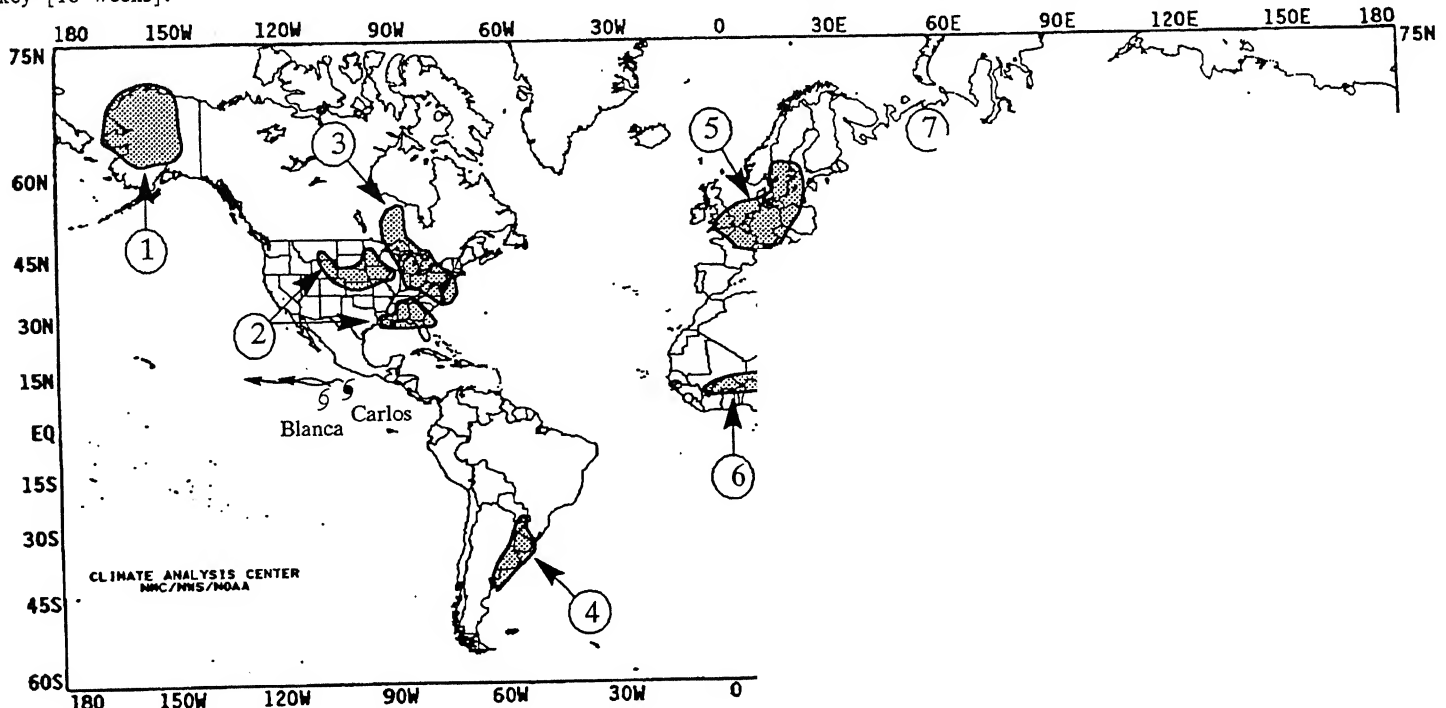 key [18 weeks].
180 150W 120W 90W 60W 30W 0 30E 60E 90E 120E 150E 180
75N 75N
60N
45N
30N
15N
EQ
15S
30S
45S
60S
1
2
3
4
5
6
7
Carlos
Blanca
CLIMATE ANALYSIS CENTER
NMC/NWS/NOAA
180 150W 120W 90W 60W 30W 0